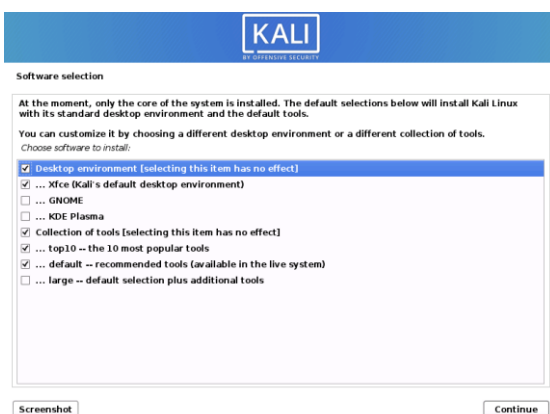 KALI
BY OFFENSIVE SECURITY
Software selection
At the moment, only the core of the system is installed. The default selections below will install Kali Linux
with its standard desktop environment and the default tools.
You can customize it by choosing a different desktop environment or a different collection of tools.
Choose software to install:
Desktop environment [selecting this item has no effect]
... Xfce (Kali's default desktop environment)
... GNOME
... KDE Plasma
Collection of tools [selecting this item has no effect]
... top10 -- the 10 most popular tools
... default -- recommended tools (available in the live system)
... large -- default selection plus additional tools
Screenshot
Continue